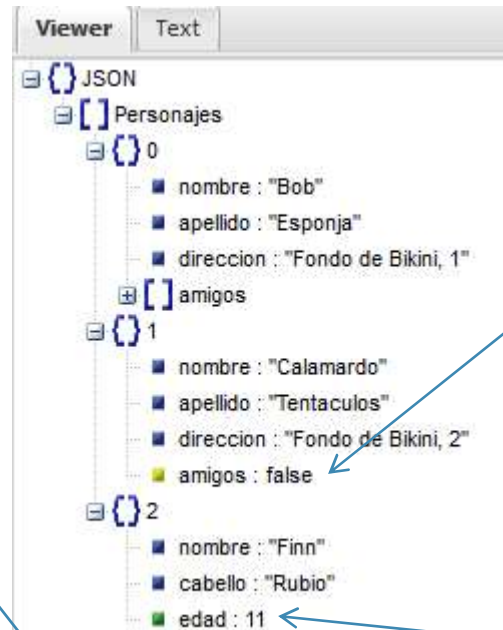 Viewer Text
JSON
Personajes
0
nombre : "Bob"
apellido : "Esponja"
direccion : "Fondo de Bikini, 1"
amigos
1
nombre : "Calamardo"
apellido : "Tentaculos"
direccion : "Fondo de Bikini, 2"
amigos : false
2
nombre : "Finn"
cabello : "Rubio"
edad : 11